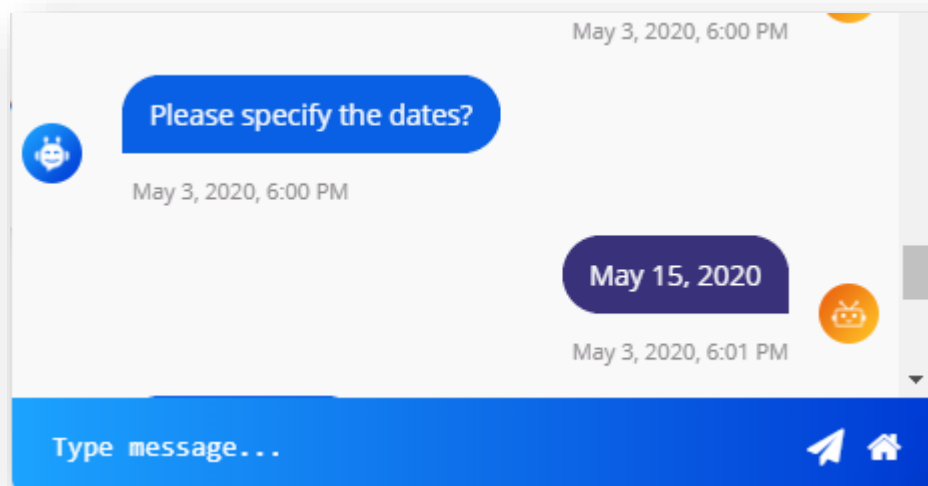 May 3, 2020, 6:00 PM
Please specify the dates?
May 3, 2020, 6:00 PM
May 15, 2020
May 3, 2020, 6:01 PM
Type message...